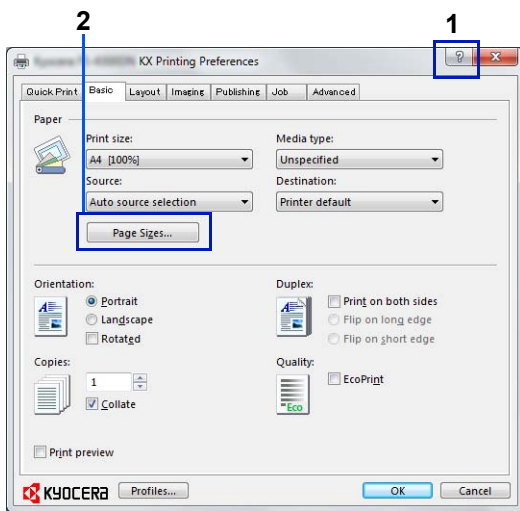 2
1
KX Printing Preferences
?
X
Quick Print Basic Layout Imaging Publishing Job Advanced
Paper
Print size: Media type:
A4 [100%] Unspecified
Source: Destination:
Auto source selection Printer default
Page Sizes...
Orientation: Duplex:
Portrait Print on both sides
Landscape Flip on long edge
Rotated Flip on short edge
Copies: Quality:
1 EcoPrint
Collate
Eco
Print preview
KYOCERA Profiles... OK Cancel